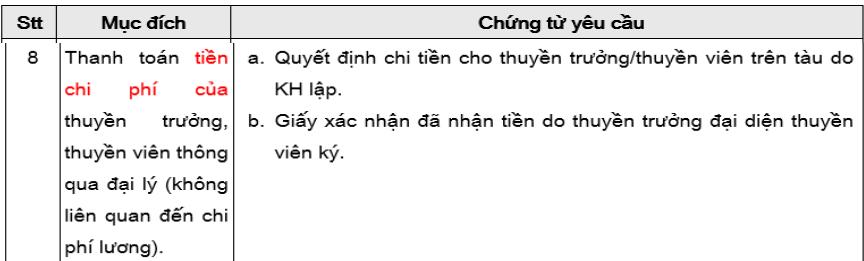 Stt Mục đích Chứng từ yêu cầu
8 Thanh toán tiền chi phí của thuyền trưởng, thuyền viên thông qua đại lý (không liên quan đến chi phí lương).
a. Quyết định chi tiền cho thuyền trưởng/thuyền viên trên tàu do
KH lập.
b. Giấy xác nhận đã nhận tiền do thuyền trưởng đại diện thuyền
viên ký.